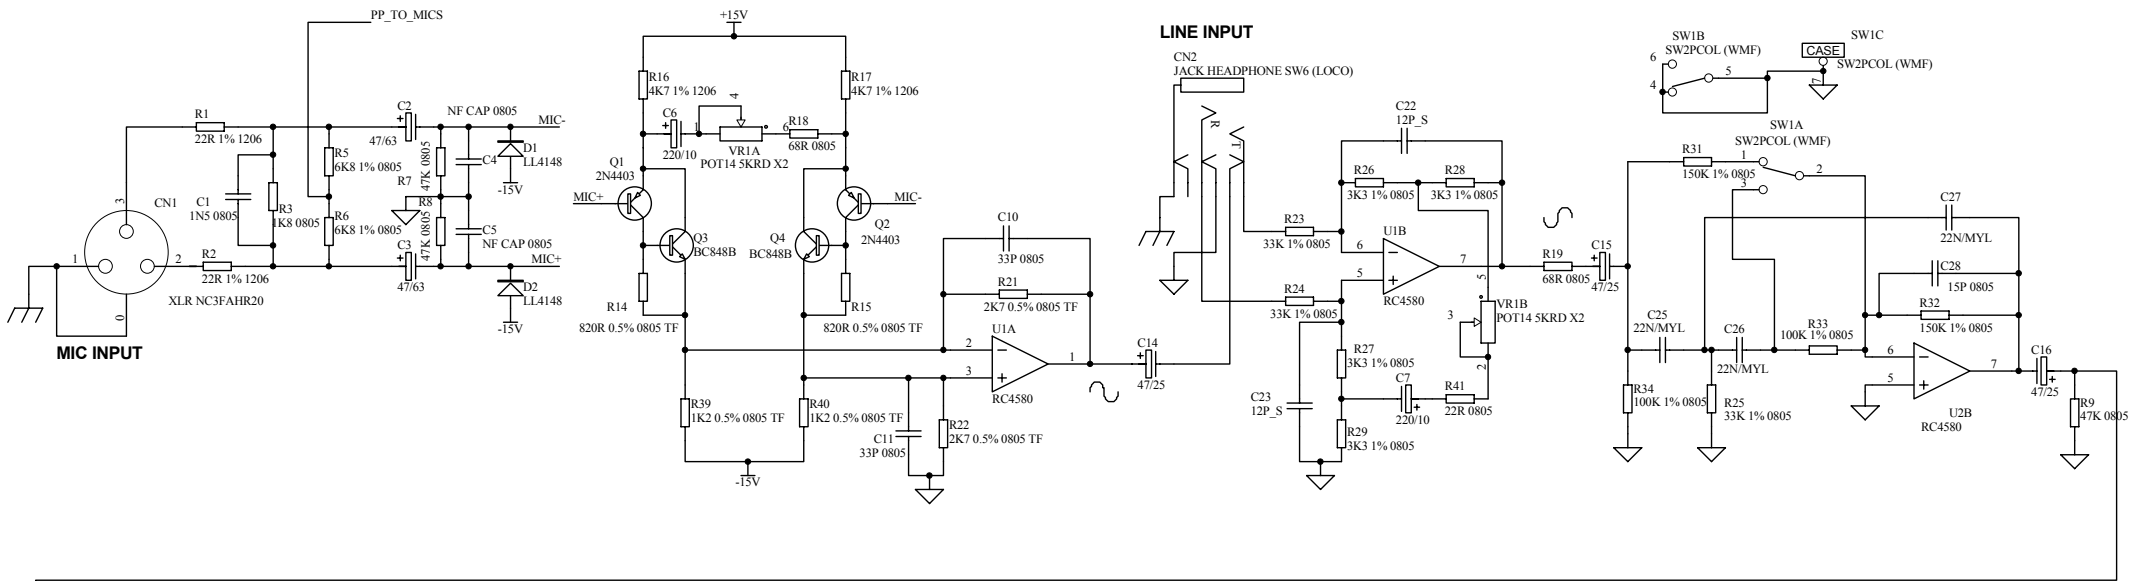 PP_TO_MICS
R1
22R 1% 1206
C2
NF CAP 0805
47/63
MIC-
R5
6K8 1% 0805
R7
47K 0805
C4
D1
LL4148
-15V
C1
1N5 0805
R3
1K8 0805
R6
6K8 1% 0805
R8
47K 0805
C5
NF CAP 0805
CN1
3
1
2
0
R2
22R 1% 1206
C3
47/63
MIC+
D2
LL4148
-15V
XLR NC3FAHR20
MIC INPUT
+15V
R16
4K7 1% 1206
R17
4K7 1% 1206
C6
220/10
1
4
6
VR1A
POT14 5KRD X2
R18
68R 0805
Q1
2N4403
MIC+
MIC-
Q2
2N4403
Q3
BC848B
Q4
BC848B
R14
820R 0.5% 0805 TF
R15
820R 0.5% 0805 TF
R39
1K2 0.5% 0805 TF
R40
1K2 0.5% 0805 TF
-15V
C10
33P 0805
R21
2K7 0.5% 0805 TF
U1A
2
3
1
RC4580
C11
33P 0805
R22
2K7 0.5% 0805 TF
C14
47/25
LINE INPUT
CN2
JACK HEADPHONE SW6 (LOCO)
R
T
R23
33K 1% 0805
R24
33K 1% 0805
C22
12P_S
R26
3K3 1% 0805
R28
3K3 1% 0805
U1B
6
5
7
RC4580
5
VR1B
POT14 5KRD X2
3
2
R27
3K3 1% 0805
C23
12P_S
C7
220/10
R41
22R 0805
R29
3K3 1% 0805
R19
68R 0805
C15
47/25
SW1B
SW2PCOL (WMF)
6
4
5
SW1C
CASE
SW2PCOL (WMF)
7
SW1A
SW2PCOL (WMF)
R31
150K 1% 0805
1
2
3
C27
22N/MYL
C28
15P 0805
R32
150K 1% 0805
C25
22N/MYL
C26
22N/MYL
R33
100K 1% 0805
R34
100K 1% 0805
R25
33K 1% 0805
6
5
7
U2B
RC4580
C16
47/25
R9
47K 0805